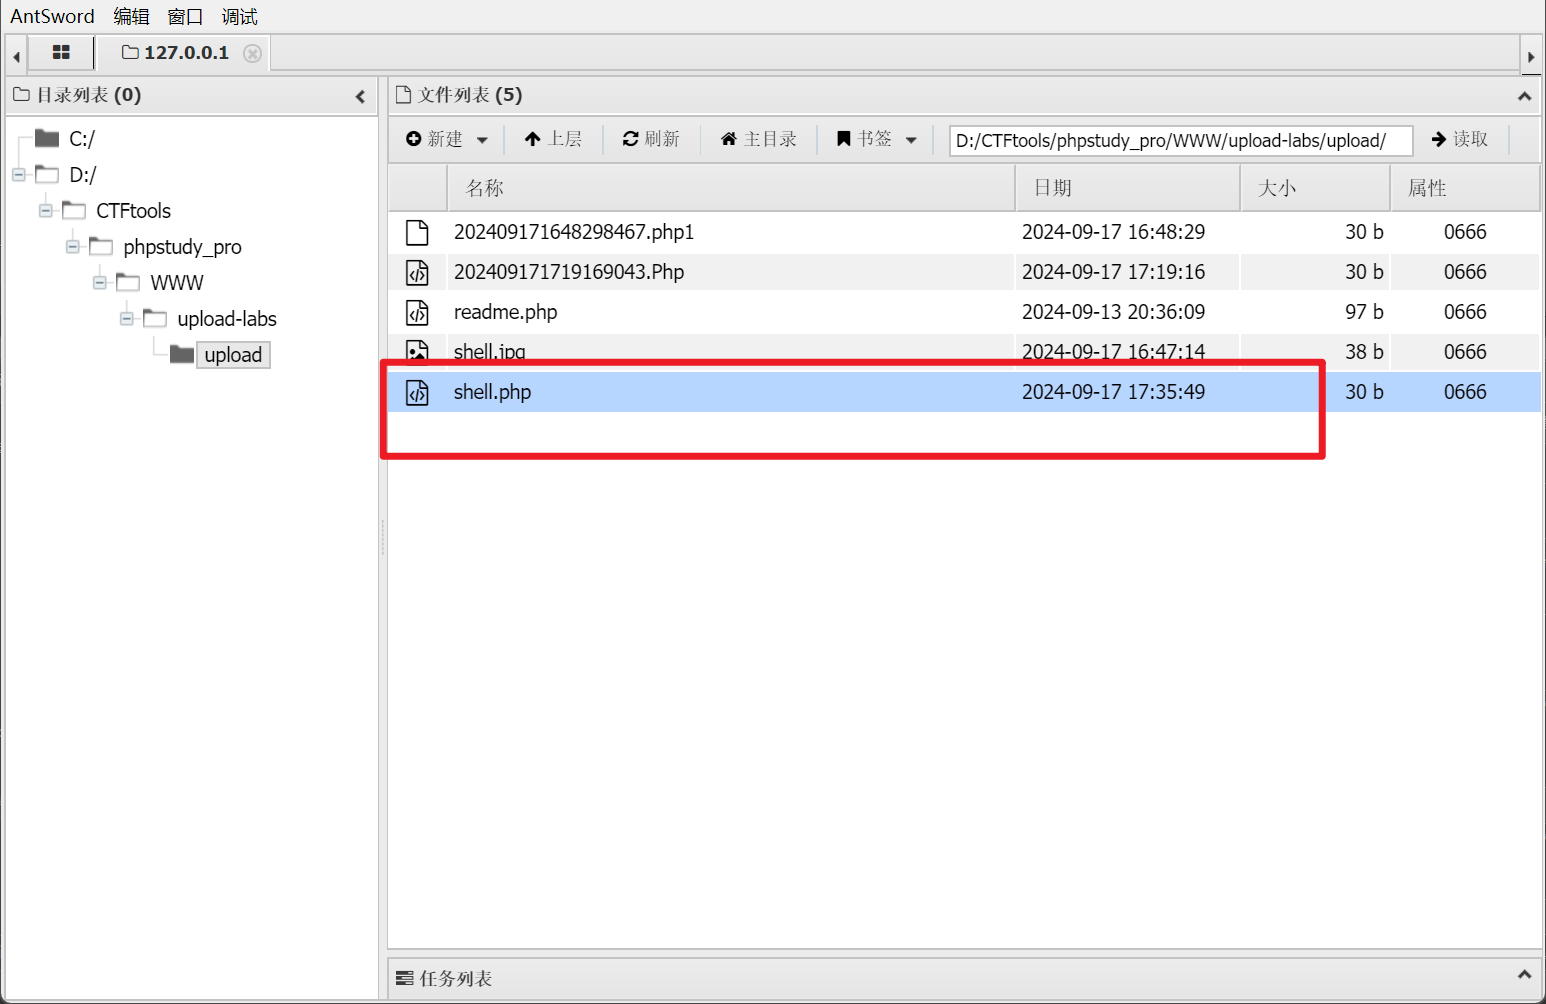 AntSword 编辑 窗口 调试
127.0.0.1
目录列表 (0)
C:/
D:/
CTFtools
phpstudy_pro
WWW
upload-labs
upload
文件列表 (5)
新建 上层 刷新 主目录 书签 D:/CTFtools/phpstudy_pro/WWW/upload-labs/upload/ 读取
名称 日期 大小 属性
202409171648298467.php1 2024-09-17 16:48:29 30 b 0666
202409171719169043.Php 2024-09-17 17:19:16 30 b 0666
readme.php 2024-09-13 20:36:09 97 b 0666
shell.jpg 2024-09-17 16:47:14 38 b 0666
shell.php 2024-09-17 17:35:49 30 b 0666
任务列表